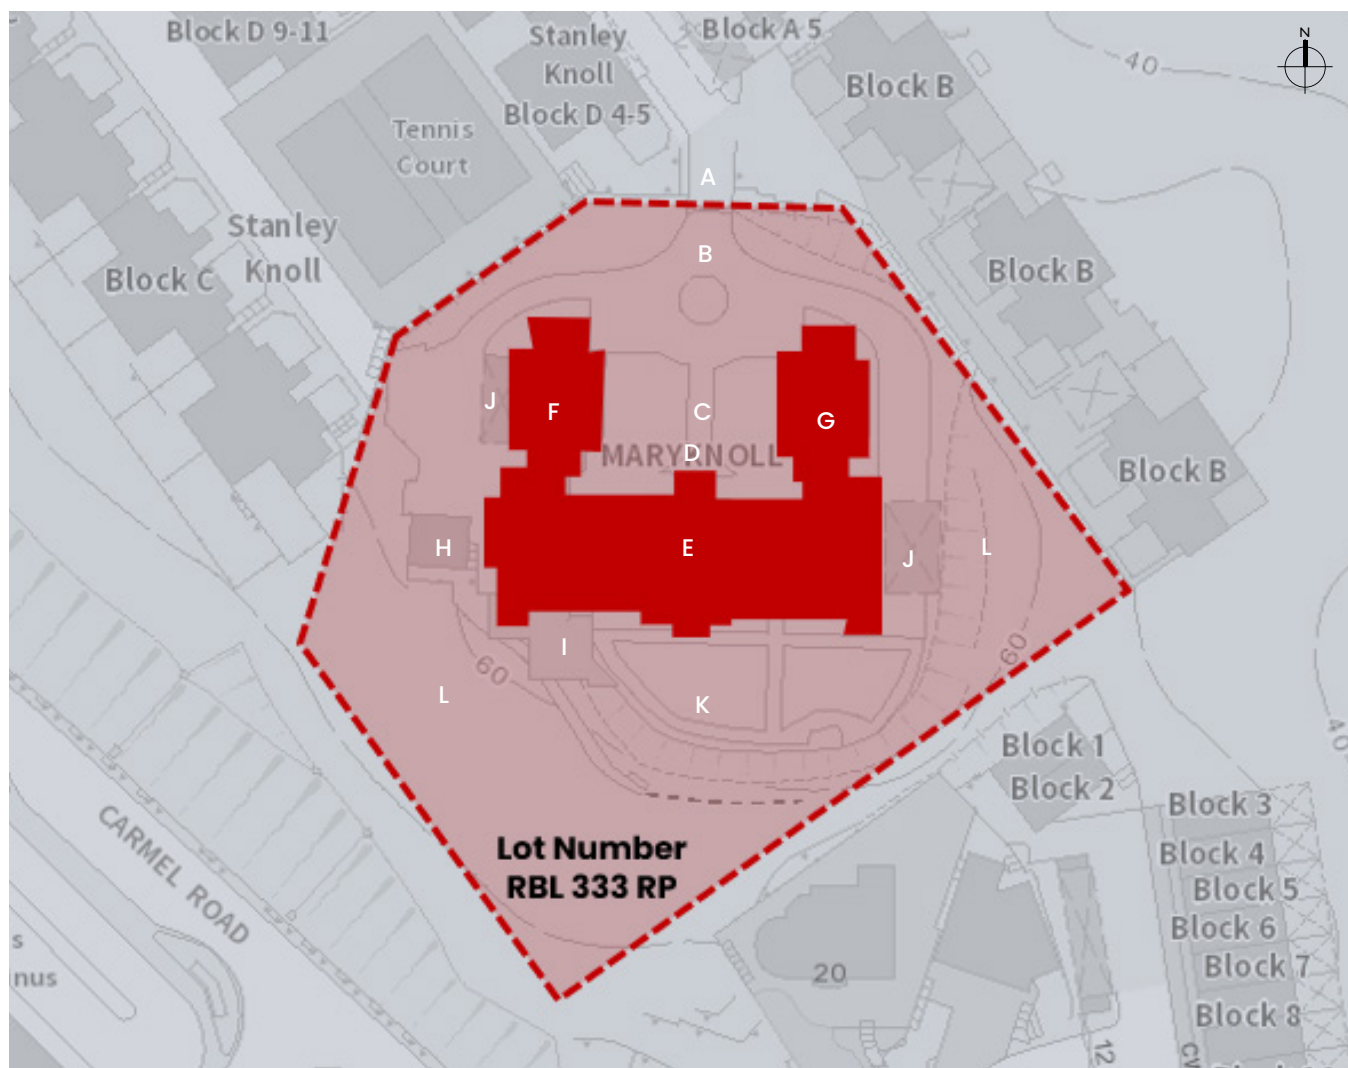 Block D 9-11
Stanley
Knoll
Block D 4-5
Block A 5
N
40
Block B
Tennis
Court
A
Stanley
Knoll
Block C
B
Block B
J
F
C
G
MARYKNOLL
D
Block B
H
E
J
L
I
60
60
L
K
40
Block 1
Block 2
CARMEL ROAD
Lot Number
RBL 333 RP
Block 3
Block 4
Block 5
Block 6
Block 7
Block 8
s
nus
20
12
CW